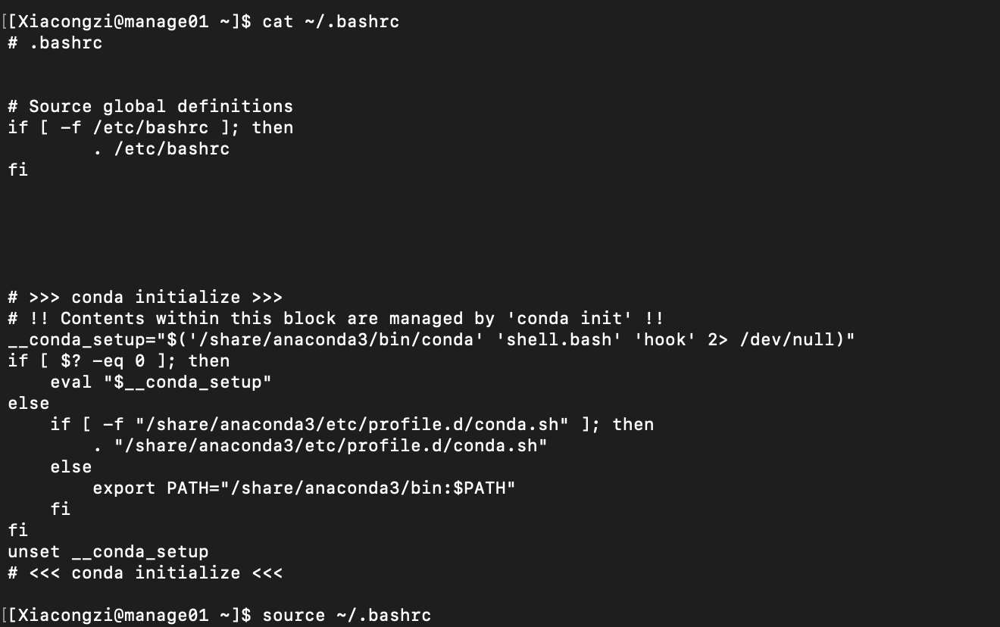 [[Xiacongzi@manage01 ~]$ cat ~/.bashrc
# .bashrc
# Source global definitions
if [ -f /etc/bashrc ]; then
        . /etc/bashrc
fi
# >>> conda initialize >>>
# !! Contents within this block are managed by 'conda init' !!
__conda_setup="$('/share/anaconda3/bin/conda' 'shell.bash' 'hook' 2> /dev/null)"
if [ $? -eq 0 ]; then
    eval "$__conda_setup"
else
    if [ -f "/share/anaconda3/etc/profile.d/conda.sh" ]; then
        . "/share/anaconda3/etc/profile.d/conda.sh"
    else
        export PATH="/share/anaconda3/bin:$PATH"
    fi
fi
unset __conda_setup
# <<< conda initialize <<<
[[Xiacongzi@manage01 ~]$ source ~/.bashrc